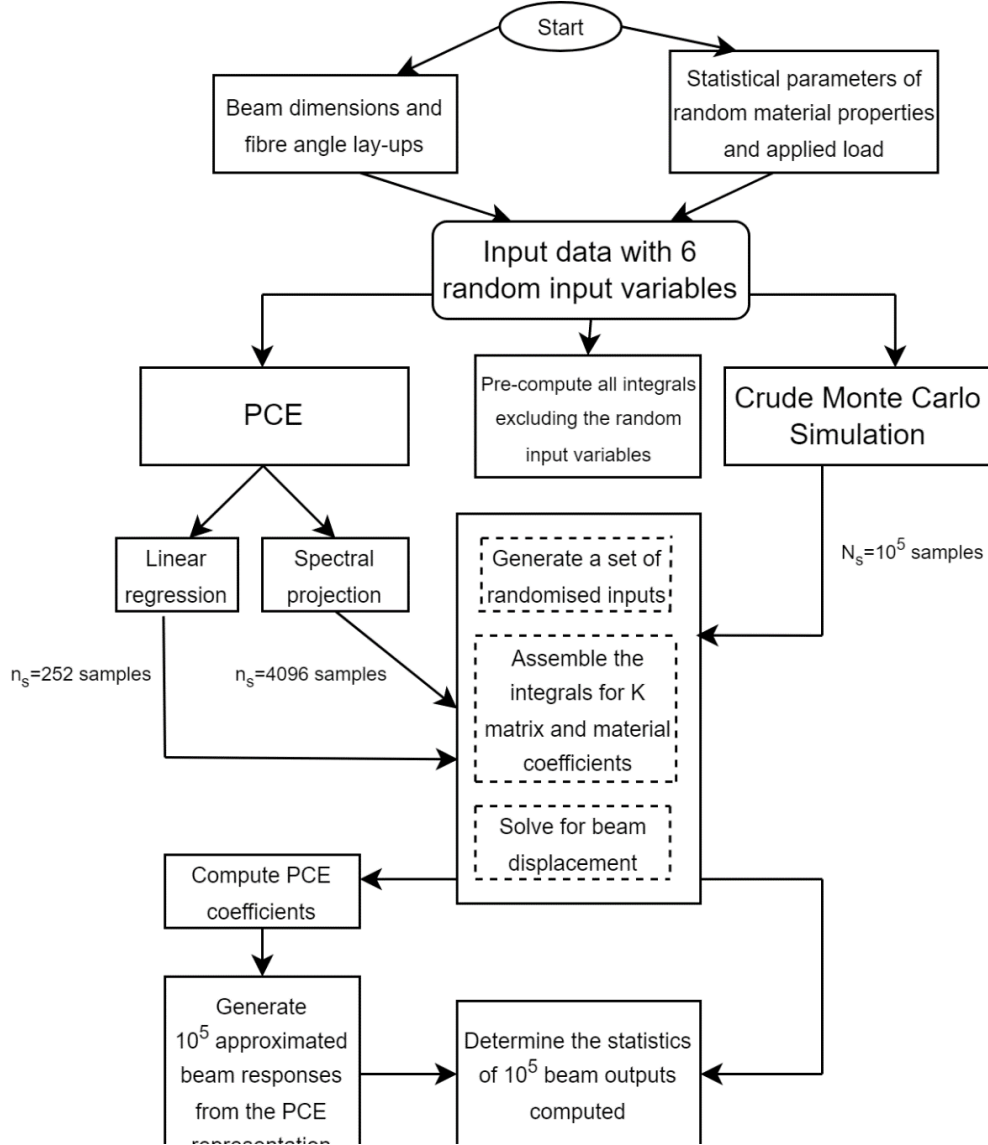 Start
Beam dimensions and
fibre angle lay-ups
Statistical parameters of
random material properties
and applied load
Input data with 6
random input variables
PCE
Pre-compute all integrals
excluding the random
input variables
Crude Monte Carlo
Simulation
Linear
regression
Spectral
projection
Generate a set of
randomised inputs
N_s=10^5 samples
n_s=252 samples
n_s=4096 samples
Assemble the
integrals for K
matrix and material
coefficients
Solve for beam
displacement
Compute PCE
coefficients
Generate
10^5 approximated
beam responses
from the PCE
representation
Determine the statistics
of 10^5 beam outputs
computed